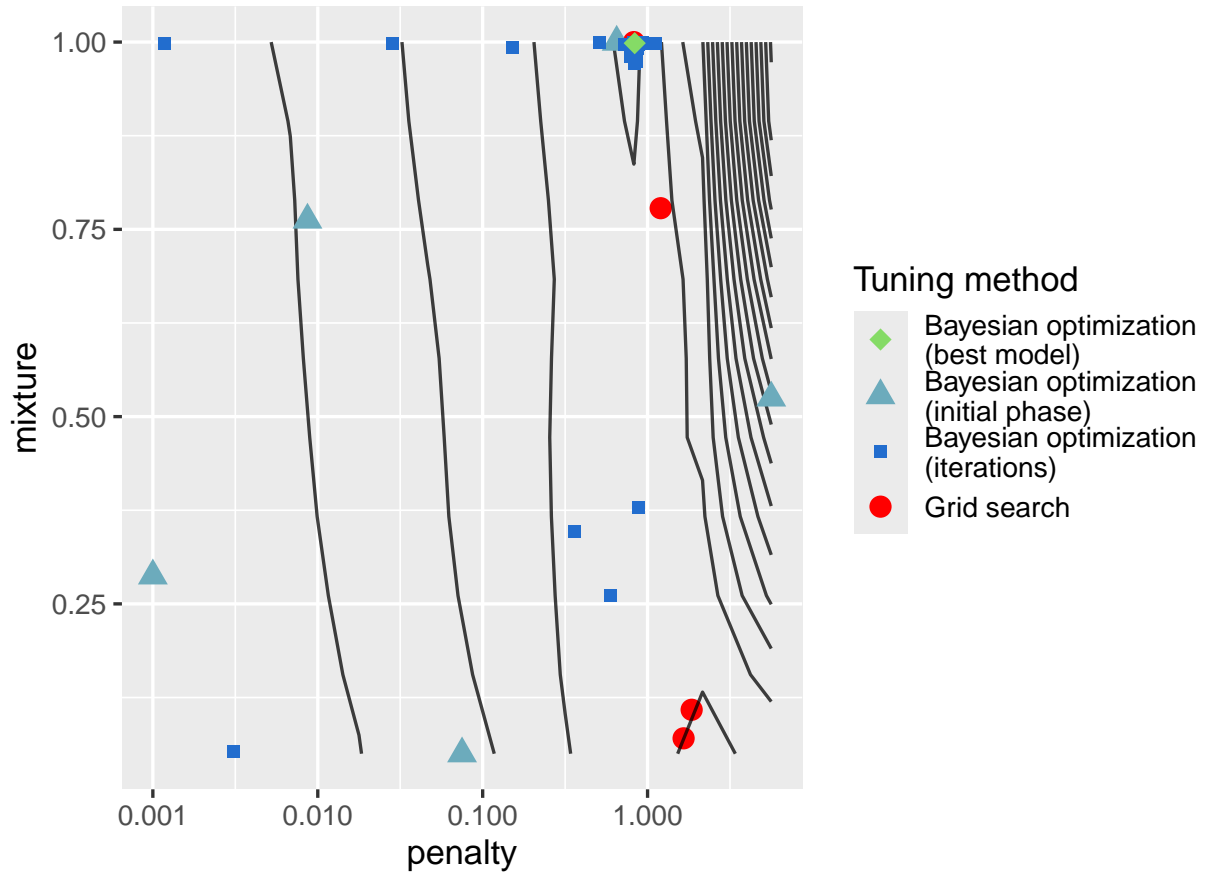 1.00
0.75
0.50
0.25
mixture
0.001
0.010
0.100
1.000
penalty
Tuning method
Bayesian optimization
(best model)
Bayesian optimization
(initial phase)
Bayesian optimization
(iterations)
Grid search